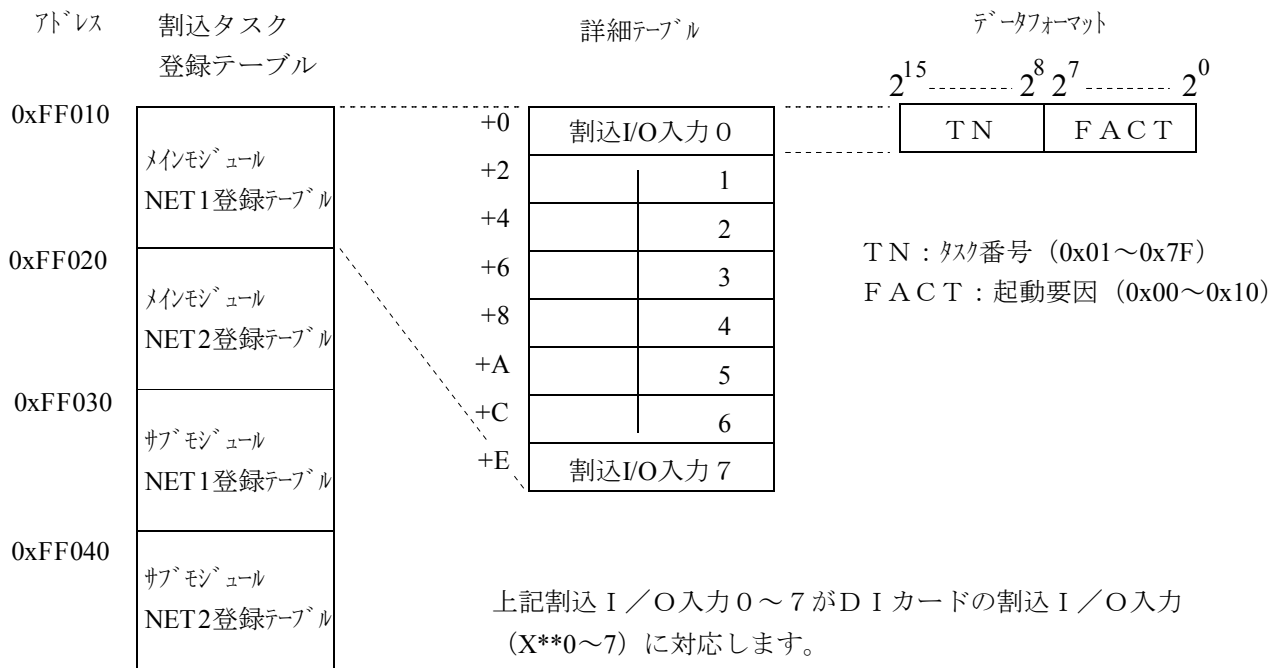 ｱﾄﾞﾚｽ
割込タスク
登録テーブル
詳細ﾃｰﾌﾞﾙ
ﾃﾞｰﾀﾌｫｰﾏｯﾄ
2^15 2^8 2^7 2^0
ＴＮ ＦＡＣＴ
0xFF010
ﾒｲﾝﾓｼﾞｭｰﾙ
NET1登録ﾃｰﾌﾞﾙ
0xFF020
ﾒｲﾝﾓｼﾞｭｰﾙ
NET2登録ﾃｰﾌﾞﾙ
0xFF030
ｻﾌﾞﾓｼﾞｭｰﾙ
NET1登録ﾃｰﾌﾞﾙ
0xFF040
ｻﾌﾞﾓｼﾞｭｰﾙ
NET2登録ﾃｰﾌﾞﾙ
+0 割込I/O入力０
+2 1
+4 2
+6 3
+8 4
+A 5
+C 6
+E 割込I/O入力７
ＴＮ：ﾀｽｸ番号（0x01～0x7F）
ＦＡＣＴ：起動要因（0x00～0x10）
上記割込Ｉ／Ｏ入力０～７がＤＩカードの割込Ｉ／Ｏ入力
（X**0～7）に対応します。